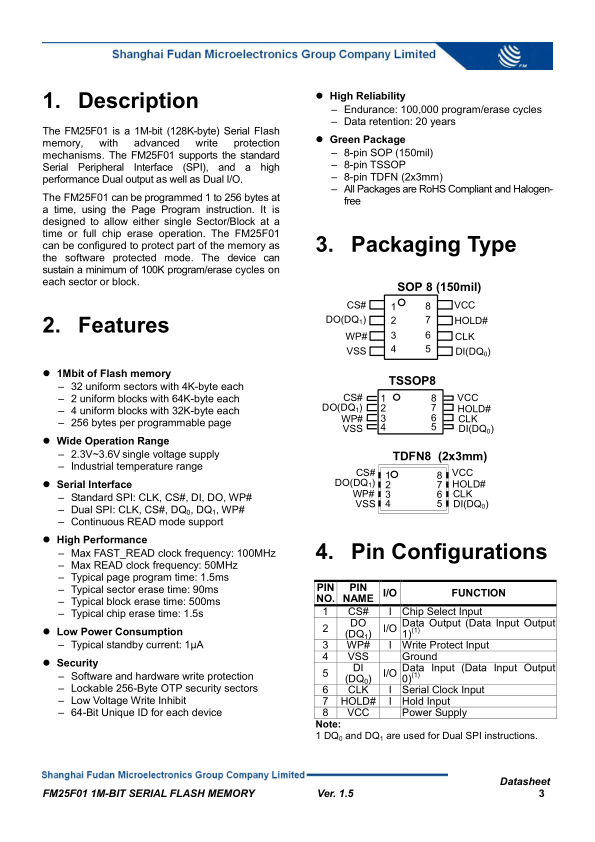 Shanghai Fudan Microelectronics Group Company Limited
FM
1. Description
The FM25F01 is a 1M-bit (128K-byte) Serial Flash
memory, with advanced write protection
mechanisms. The FM25F01 supports the standard
Serial Peripheral Interface (SPI), and a high
performance Dual output as well as Dual I/O.
The FM25F01 can be programmed 1 to 256 bytes at
a time, using the Page Program instruction. It is
designed to allow either single Sector/Block at a
time or full chip erase operation. The FM25F01
can be configured to protect part of the memory as
the software protected mode. The device can
sustain a minimum of 100K program/erase cycles on
each sector or block.
2. Features
● 1Mbit of Flash memory
– 32 uniform sectors with 4K-byte each
– 2 uniform blocks with 64K-byte each
– 4 uniform blocks with 32K-byte each
– 256 bytes per programmable page
● Wide Operation Range
– 2.3V~3.6V single voltage supply
– Industrial temperature range
● Serial Interface
– Standard SPI: CLK, CS#, DI, DO, WP#
– Dual SPI: CLK, CS#, DQ0, DQ1, WP#
– Continuous READ mode support
● High Performance
– Max FAST_READ clock frequency: 100MHz
– Max READ clock frequency: 50MHz
– Typical page program time: 1.5ms
– Typical sector erase time: 90ms
– Typical block erase time: 500ms
– Typical chip erase time: 1.5s
● Low Power Consumption
– Typical standby current: 1μA
● Security
– Software and hardware write protection
– Lockable 256-Byte OTP security sectors
– Low Voltage Write Inhibit
– 64-Bit Unique ID for each device
● High Reliability
– Endurance: 100,000 program/erase cycles
– Data retention: 20 years
● Green Package
– 8-pin SOP (150mil)
– 8-pin TSSOP
– 8-pin TDFN (2x3mm)
– All Packages are RoHS Compliant and Halogen-
free
3. Packaging Type
SOP 8 (150mil)
CS# 1 8 VCC
DO(DQ1) 2 7 HOLD#
WP# 3 6 CLK
VSS 4 5 DI(DQ0)
TSSOP8
CS# 1 8 VCC
DO(DQ1) 2 7 HOLD#
WP# 3 6 CLK
VSS 4 5 DI(DQ0)
TDFN8 (2x3mm)
CS# 1 8 VCC
DO(DQ1) 2 7 HOLD#
WP# 3 6 CLK
VSS 4 5 DI(DQ0)
4. Pin Configurations
PIN NO. PIN NAME I/O FUNCTION
1 CS# I Chip Select Input
2 DO (DQ1) I/O Data Output (Data Input Output 1)(1)
3 WP# I Write Protect Input
4 VSS Ground
5 DI (DQ0) I/O Data Input (Data Input Output 0)(1)
6 CLK I Serial Clock Input
7 HOLD# I Hold Input
8 VCC Power Supply
Note:
1 DQ0 and DQ1 are used for Dual SPI instructions.
Shanghai Fudan Microelectronics Group Company Limited
Datasheet
FM25F01 1M-BIT SERIAL FLASH MEMORY Ver. 1.5 3